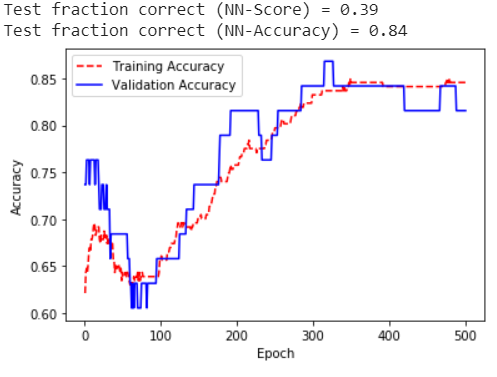 Test fraction correct (NN-Score) = 0.39
Test fraction correct (NN-Accuracy) = 0.84
Training Accuracy
Validation Accuracy
0.85
0.80
0.75
0.70
0.65
0.60
Accuracy
0 100 200 300 400 500
Epoch